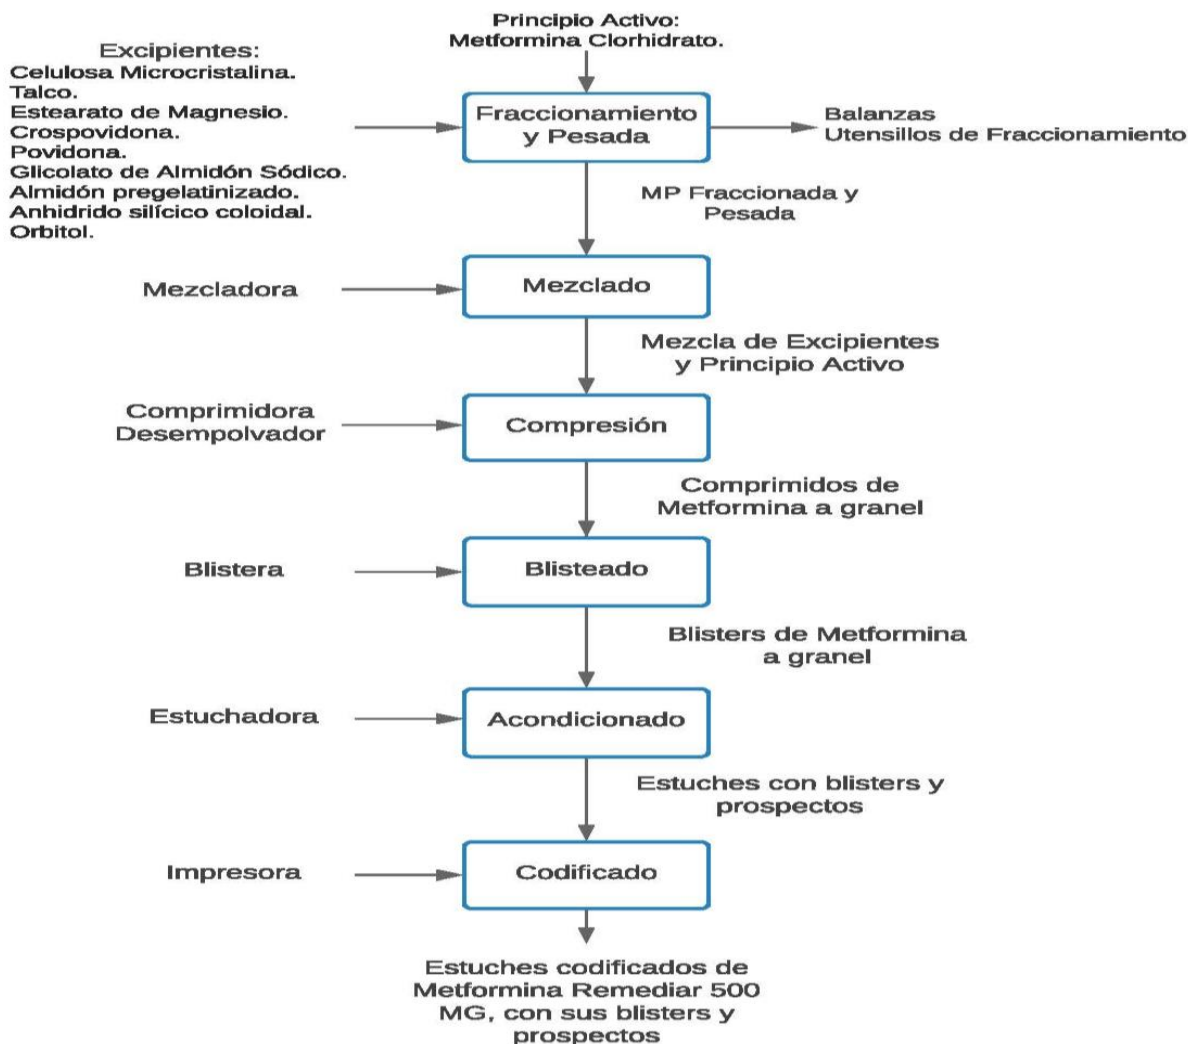 Principio Activo:
Metformina Clorhidrato.
Excipientes:
Celulosa Microcristalina.
Talco.
Estearato de Magnesio.
Crospovidona.
Povidona.
Glicolato de Almidón Sódico.
Almidón pregelatinizado.
Anhidrido silícico coloidal.
Orbitol.
Fraccionamiento
y Pesada
Balanzas
Utensillos de Fraccionamiento
MP Fraccionada y
Pesada
Mezcladora
Mezclado
Mezcla de Excipientes
y Principio Activo
Comprimidora
Desempolvador
Compresión
Comprimidos de
Metformina a granel
Blistera
Blisteado
Blisters de Metformina
a granel
Estuchadora
Acondicionado
Estuches con blisters y
prospectos
Impresora
Codificado
Estuches codificados de
Metformina Remediar 500
MG, con sus blisters y
prospectos